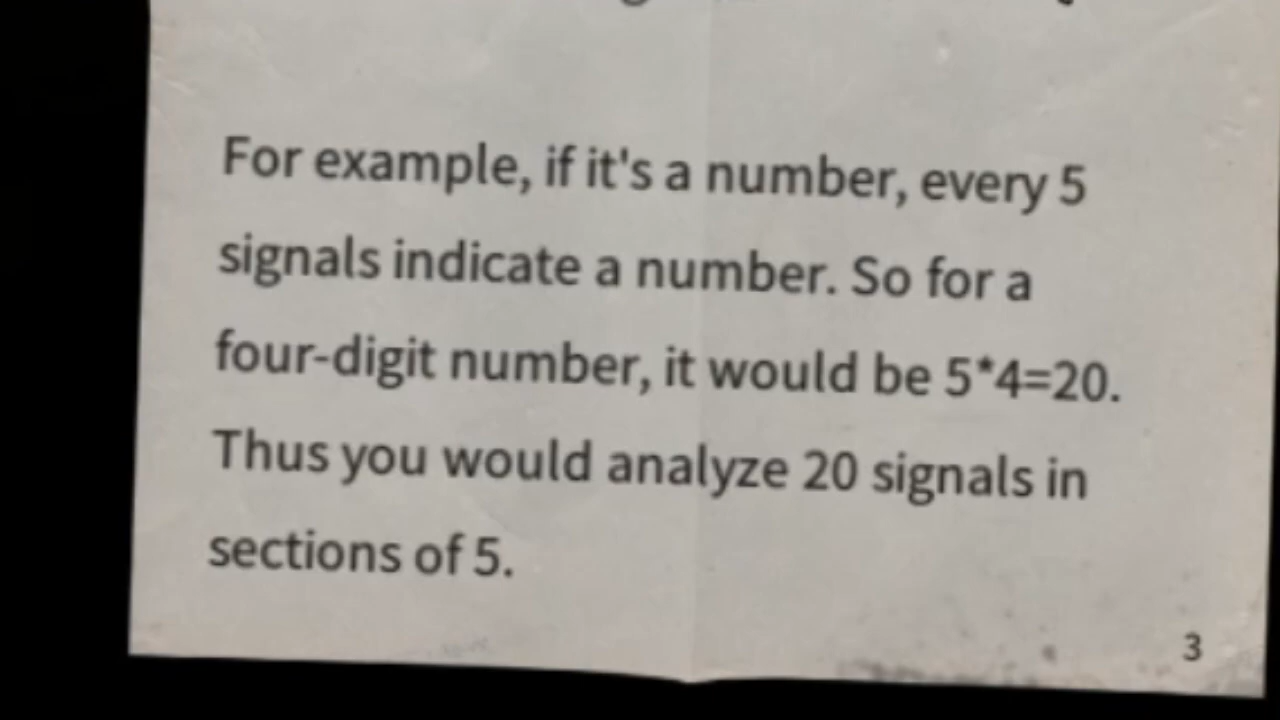 For example, if it's a number, every 5
signals indicate a number. So for a
four-digit number, it would be 5*4=20.
Thus you would analyze 20 signals in
sections of 5.
3